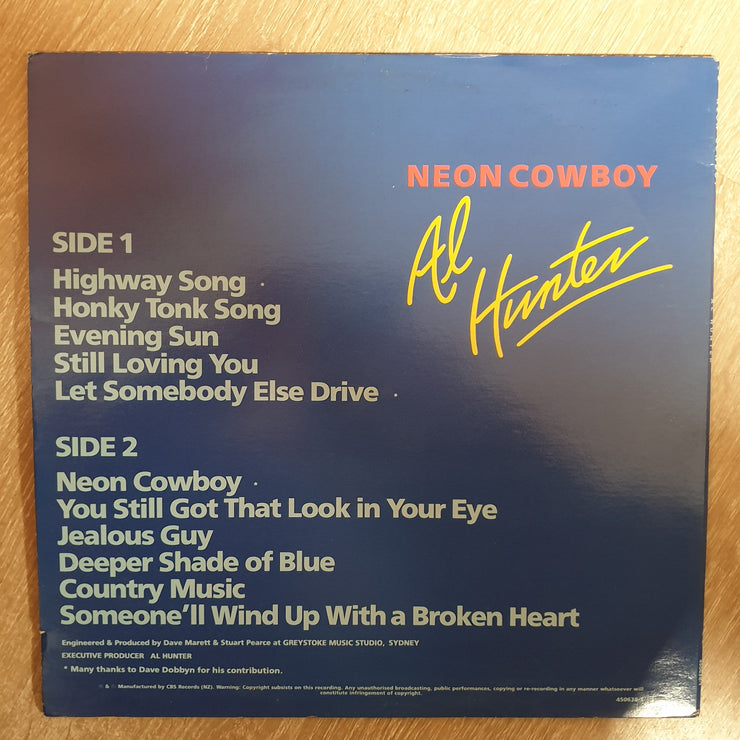 NEON COWBOY
Al
Hunter
SIDE 1
Highway Song .
Honky Tonk Song
Evening Sun
Still Loving You
Let Somebody Else Drive .
SIDE 2
Neon Cowboy .
You Still Got That Look in Your Eye
Jealous Guy
Deeper Shade of Blue
Country Music
Someone'll Wind Up With a Broken Heart
Engineered & Produced by Dave Marett & Stuart Pearce at GREYSTOKE MUSIC STUDIO, SYDNEY
EXECUTIVE PRODUCER AL HUNTER
* Many thanks to Dave Dobbyn for his contribution.
& Manufactured by CBS Records (NZ). Warning: Copyright subsists on this recording. Any unauthorised broadcasting, public performances, copying or re-recording in any manner whatsoever will
constitute infringement of copyright.